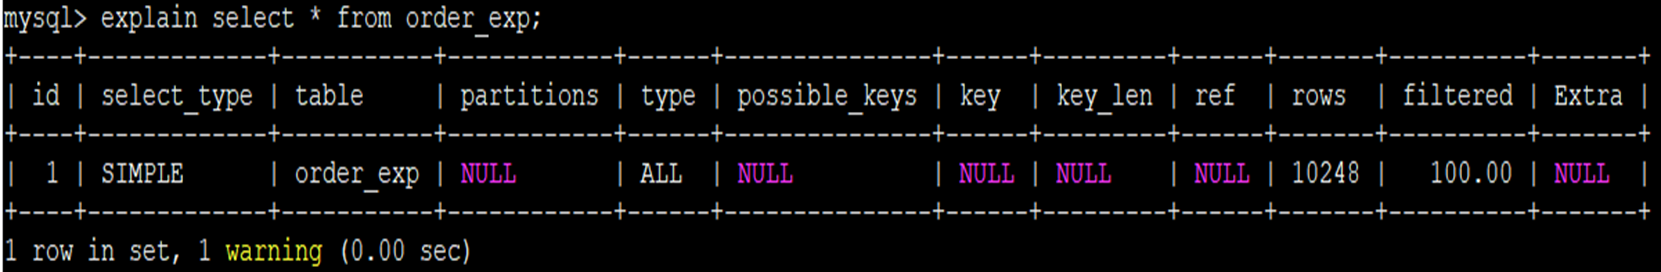 mysql> explain select * from order_exp;
+----+-------------+-----------+------------+------+---------------+------+---------+------+-------+----------+-------+
| id | select_type | table     | partitions | type | possible_keys | key  | key_len | ref  | rows  | filtered | Extra |
+----+-------------+-----------+------------+------+---------------+------+---------+------+-------+----------+-------+
|  1 | SIMPLE      | order_exp | NULL       | ALL  | NULL          | NULL | NULL    | NULL | 10248 |   100.00 | NULL  |
+----+-------------+-----------+------------+------+---------------+------+---------+------+-------+----------+-------+
1 row in set, 1 warning (0.00 sec)